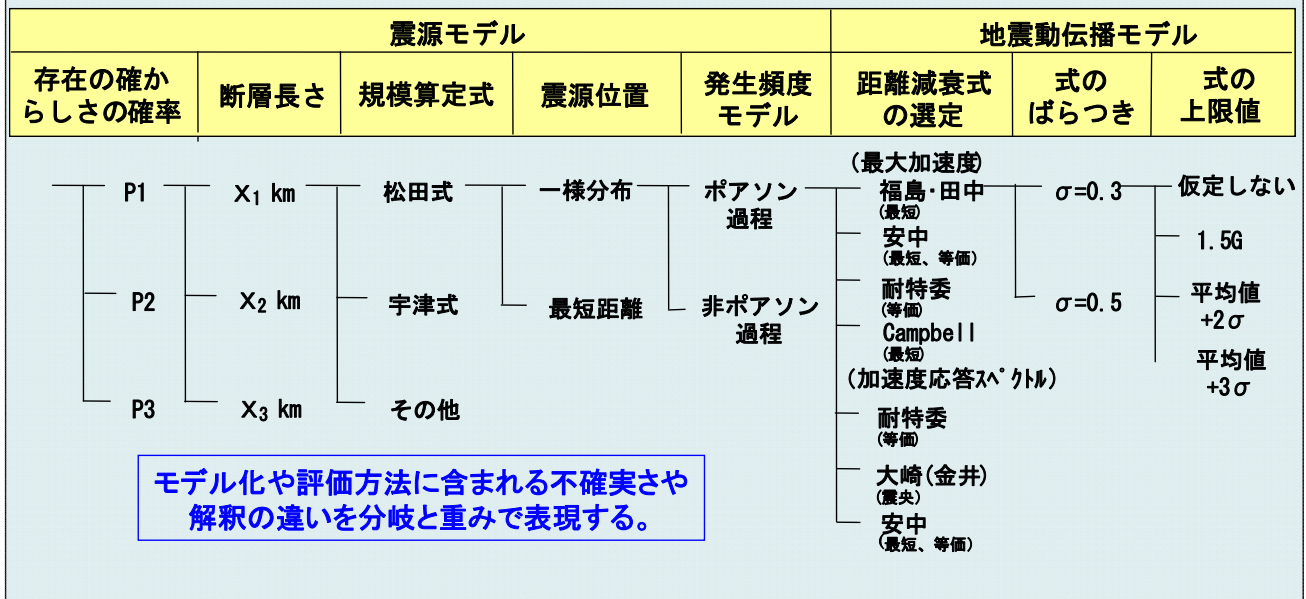 震源モデル
地震動伝播モデル
存在の確か
らしさの確率
断層長さ
規模算定式
震源位置
発生頻度
モデル
距離減衰式
の選定
式の
ばらつき
式の
上限値
P1
X1 km
松田式
一様分布
ポアソン
過程
(最大加速度)
福島・田中
(最短)
σ=0.3
仮定しない
安中
(最短、等価)
1.5G
P2
X2 km
宇津式
最短距離
非ポアソン
過程
耐特委
(等価)
σ=0.5
平均値
+2σ
Campbell
(最短)
平均値
+3σ
(加速度応答ｽﾍﾟｸﾄﾙ)
P3
X3 km
その他
耐特委
(等価)
大崎(金井)
(震央)
安中
(最短、等価)
モデル化や評価方法に含まれる不確実さや
解釈の違いを分岐と重みで表現する。